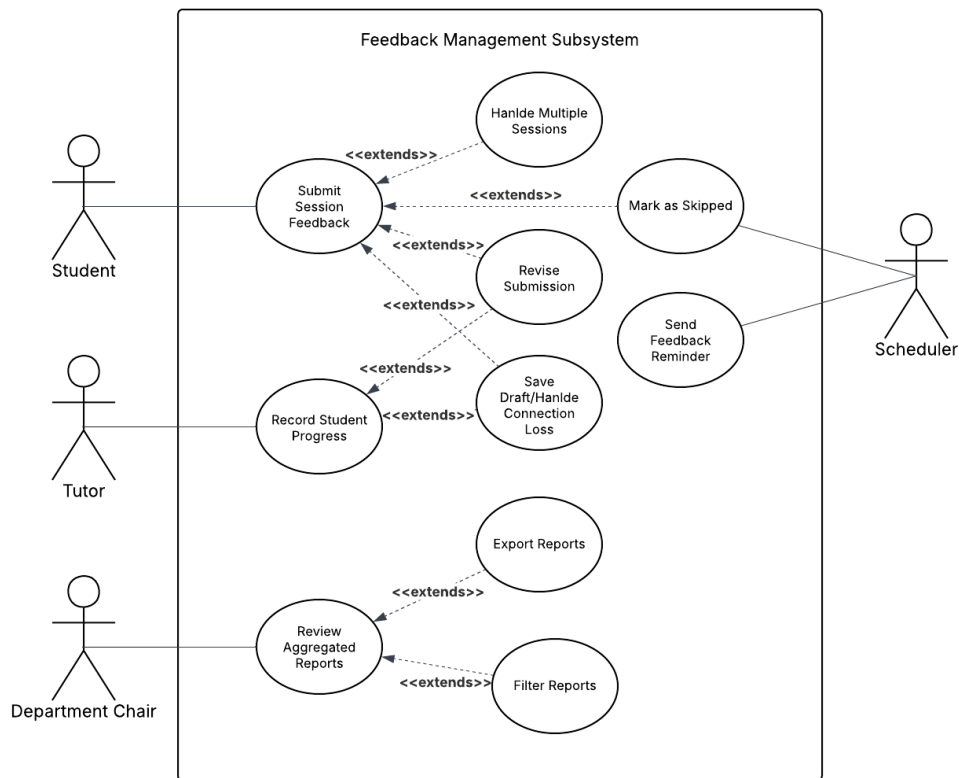 Feedback Management Subsystem
Hanlde Multiple
Sessions
<<extends>>
Submit
Session
Feedback
<<extends>>
Mark as Skipped
Student
<<extends>>
Revise
Submission
<<extends>>
Send
Feedback
Reminder
Scheduler
<<extends>>
Save
Draft/Hanlde
Connection
Loss
Record Student
Progress
<<extends>>
Tutor
Export Reports
<<extends>>
Review
Aggregated
Reports
<<extends>>
Filter Reports
Department Chair